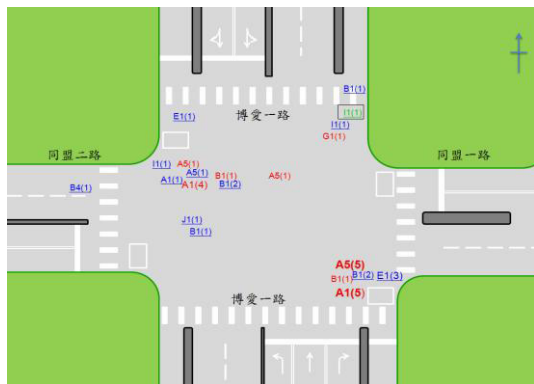 B1(1)
I1(1)
E1(1)
博愛一路
I1(1)
G1(1)
同盟二路
同盟一路
I1(1)
A5(1)
A5(1)
B1(1)
A5(1)
A1(1)
A1(4)
B1(2)
B4(1)
J1(1)
B1(1)
A5(5)
B1(1)
B1(2)
E1(3)
A1(5)
博愛一路